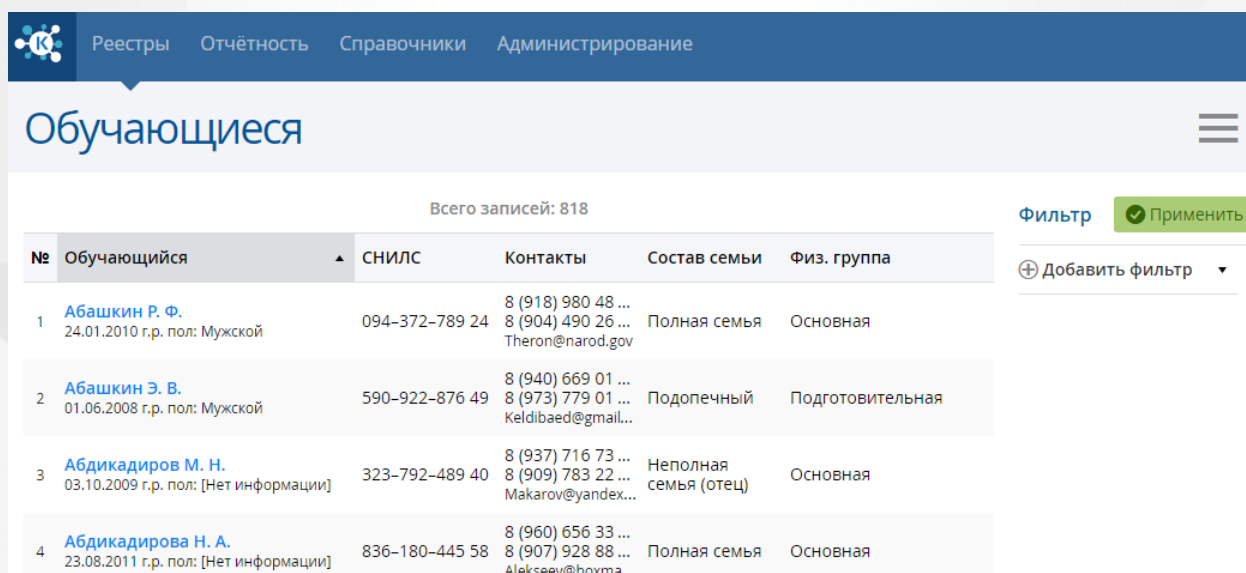 К
Реестры Отчётность Справочники Администрирование
Обучающиеся
Всего записей: 818
Фильтр Применить
№ Обучающийся СНИЛС Контакты Состав семьи Физ. группа
Добавить фильтр
1 Абашкин Р. Ф.
24.01.2010 г.р. пол: Мужской
094–372–789 24
8 (918) 980 48 ...
8 (904) 490 26 ...
Theron@narod.gov
Полная семья
Основная
2 Абашкин Э. В.
01.06.2008 г.р. пол: Мужской
590–922–876 49
8 (940) 669 01 ...
8 (973) 779 01 ...
Keldibaed@gmail...
Подопечный
Подготовительная
3 Абдикадиров М. Н.
03.10.2009 г.р. пол: [Нет информации]
323–792–489 40
8 (937) 716 73 ...
8 (909) 783 22 ...
Makarov@yandex...
Неполная
семья (отец)
Основная
4 Абдикадирова Н. А.
23.08.2011 г.р. пол: [Нет информации]
836–180–445 58
8 (960) 656 33 ...
8 (907) 928 88 ...
Alekseev@boxma...
Полная семья
Основная